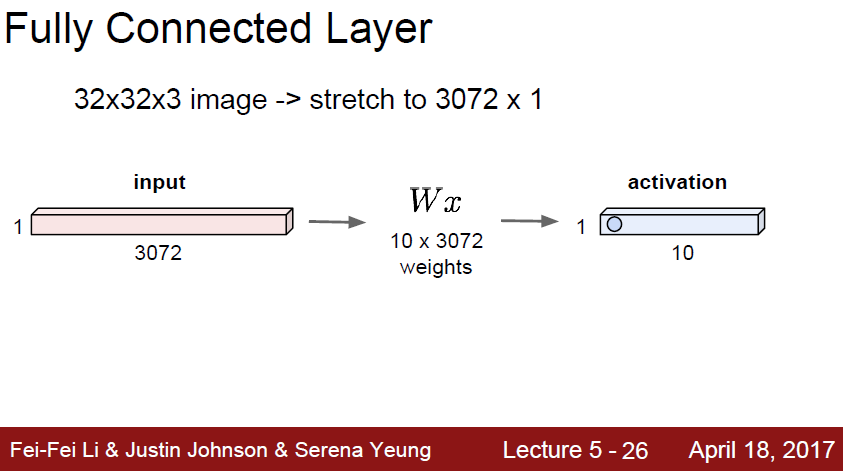 Fully Connected Layer
32x32x3 image -> stretch to 3072 x 1
input
1
3072
Wx
10 x 3072
weights
activation
1
10
Fei-Fei Li & Justin Johnson & Serena Yeung
Lecture 5 - 26
April 18, 2017